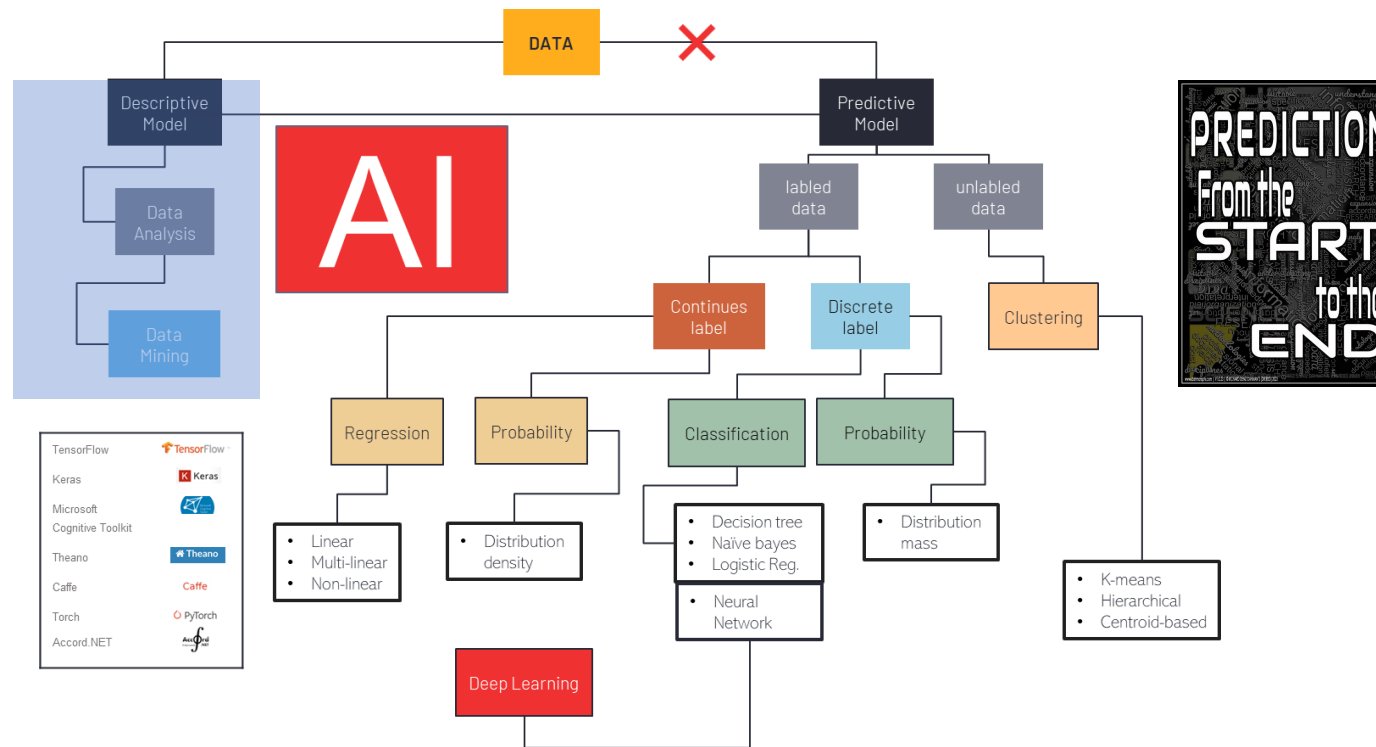 DATA
Descriptive
Model
Predictive
Model
AI
labled
data
unlabled
data
Data
Analysis
Data
Mining
Continues
label
Discrete
label
Clustering
Regression
Probability
Classification
Probability
• Linear
• Multi-linear
• Non-linear
• Distribution
density
• Decision tree
• Naïve bayes
• Logistic Reg.
• Neural
Network
• Distribution
mass
• K-means
• Hierarchical
• Centroid-based
Deep Learning
TensorFlow TensorFlow
Keras K Keras
Microsoft
Cognitive Toolkit
Theano Theano
Caffe Caffe
Torch PyTorch
Accord.NET Accord NET
PREDICTION
From the
START
to the
END